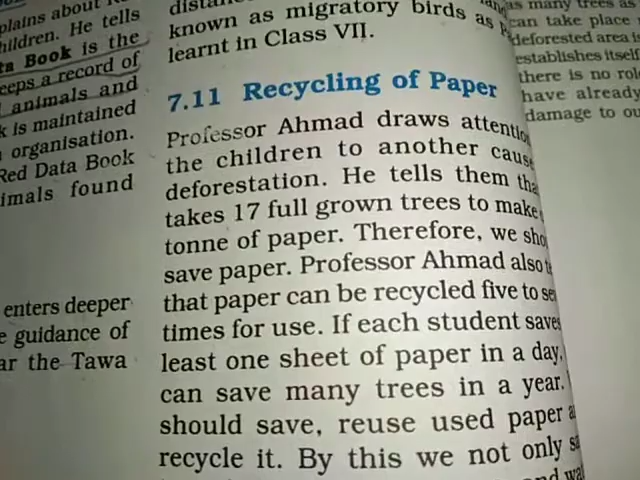 plains about
hildren. He tells
ta Book is the
eeps a record of
animals and
k is maintained
organisation.
Red Data Book
imals found
enters deeper
e guidance of
ar the Tawa
known as migratory birds as
learnt in Class VII.
7.11 Recycling of Paper
Professor Ahmad draws attentio
the children to another caus
deforestation. He tells them tha
takes 17 full grown trees to make
tonne of paper. Therefore, we sho
save paper. Professor Ahmad also t
that paper can be recycled five to se
times for use. If each student saves
least one sheet of paper in a day,
can save many trees in a year.
should save, reuse used paper a
recycle it. By this we not only sa
as many trees as
can take place
deforested area is
establishes itself
there is no rol
have already
damage to ou